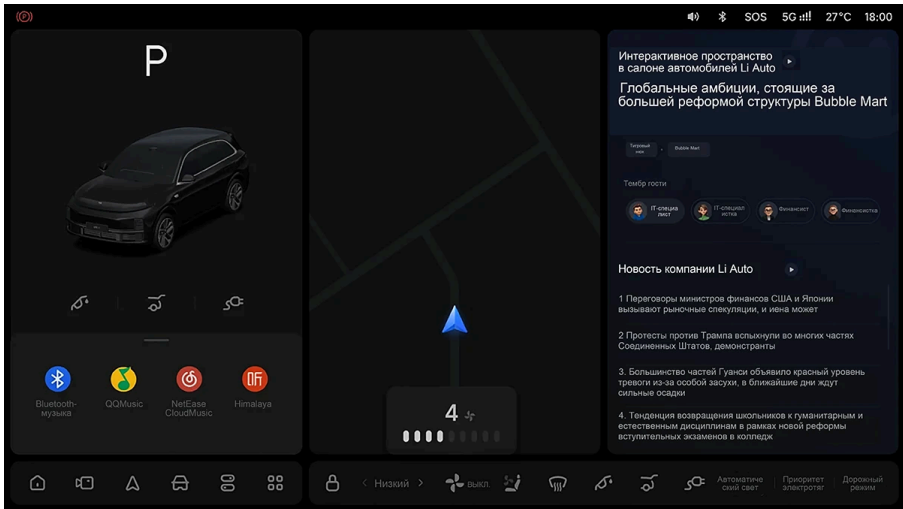 SOS
5G
27°C
18:00
P
Интерактивное пространство
в салоне автомобилей Li Auto
Глобальные амбиции, стоящие за
большей реформой структуры Bubble Mart
Тигровый
нюх
Bubble Mart
Тембр гости
IT-специа
лист
IT-специал
истка
Финансист
Финенсистка
Новость компании Li Auto
1 Переговоры министров финансов США и Японии
вызывают рыночные спекуляции, и иена может
2 Протесты против Трампа вспыхнули во многих частях
Соединенных Штатов, демонстранты
3. Большинство частей Гуанси объявило красный уровень
тревоги из-за особой засухи, в ближайшие дни ждут
сильные осадки
4. Тенденция возвращения школьников к гуманитарным и
естественным дисциплинам в рамках новой реформы
вступительных экзаменов в колледж
Bluetooth-
музыка
QQMusic
NetEase
CloudMusic
Himalaya
4
Низкий
выкл.
Автоматиче
ский свет
Приоритет
электротяг
Дорожный
режим